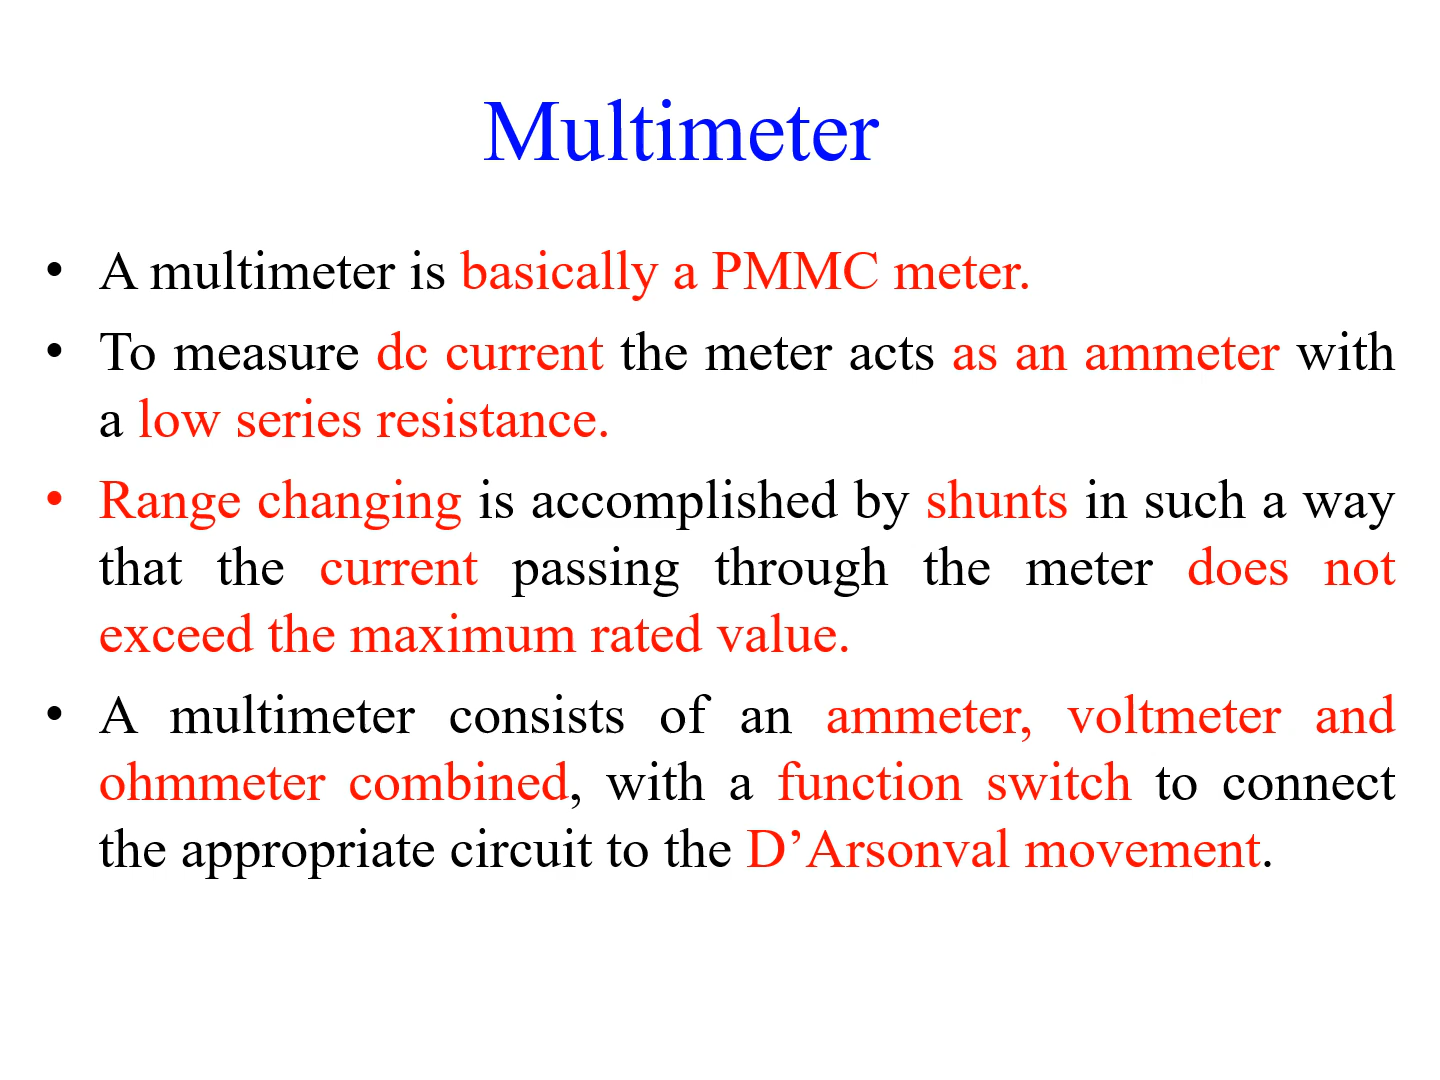 Multimeter
• A multimeter is basically a PMMC meter.
• To measure dc current the meter acts as an ammeter with
a low series resistance.
• Range changing is accomplished by shunts in such a way
that the current passing through the meter does not
exceed the maximum rated value.
• A multimeter consists of an ammeter, voltmeter and
ohmmeter combined, with a function switch to connect
the appropriate circuit to the D’Arsonval movement.